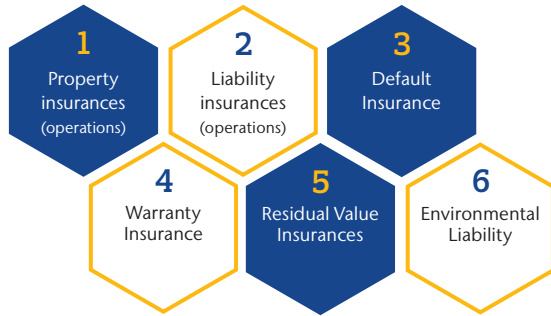 1
Property
insurances
(operations)
2
Liability
insurances
(operations)
3
Default
Insurance
4
Warranty
Insurance
5
Residual Value
Insurances
6
Environmental
Liability